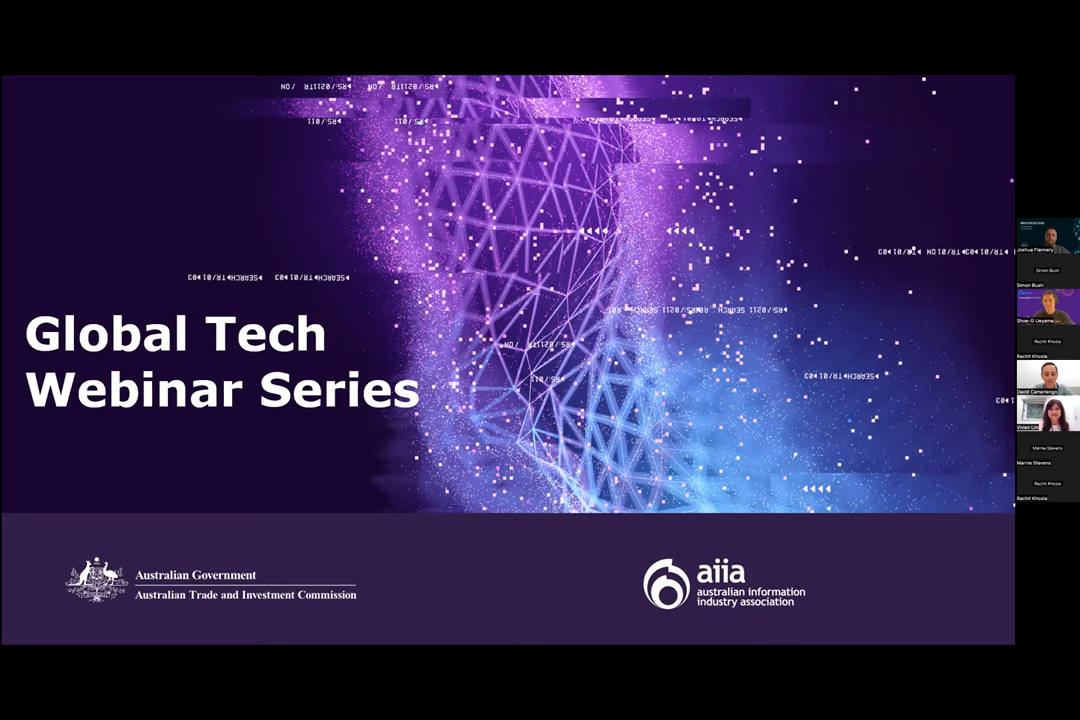 Global Tech
Webinar Series
Australian Government
Australian Trade and Investment Commission
aiia
australian information
industry association
Joshua Flannery
Simon Bush
Simon Bush
Shoe-G Ueyama
Rachit Khosla
Rachit Khosla
David Camerlengo
Vivien Lim
Marnie Stevens
Marnie Stevens
Rachit Khosla
Rachit Khosla